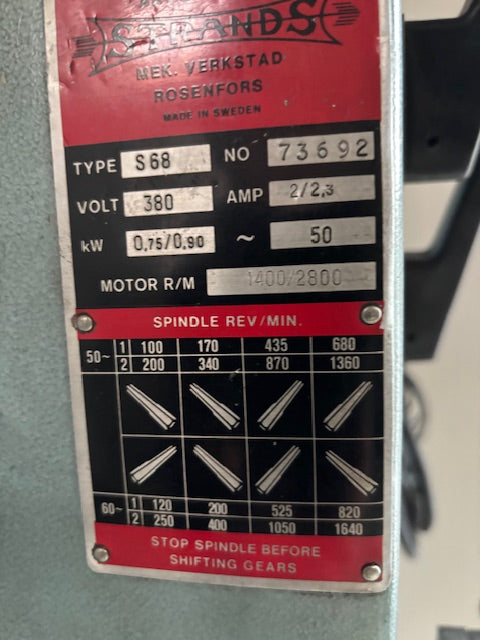 STRANDS
MEK. VERKSTAD
ROSENFORS
MADE IN SWEDEN
TYPE S68 NO 73692
VOLT 380 AMP 2/2,3
kW 0,75/0,90 ~ 50
MOTOR R/M 1400/2800
SPINDLE REV/MIN.
50~ 1 100 170 435 680
2 200 340 870 1360
60~ 1 120 200 525 820
2 250 400 1050 1640
STOP SPINDLE BEFORE
SHIFTING GEARS